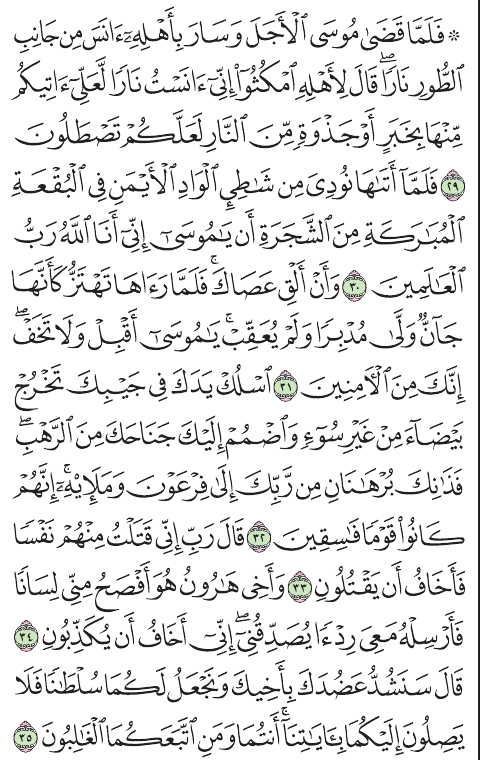 ۞ فَلَمَّا قَضَىٰ مُوسَى ٱلۡأَجَلَ وَسَارَ بِأَهۡلِهِۦٓ ءَانَسَ مِن جَانِبِ
ٱلطُّورِ نَارٗاۖ قَالَ لِأَهۡلِهِ ٱمۡكُثُوٓاْ إِنِّيٓ ءَانَسۡتُ نَارٗا لَّعَلِّيٓ ءَاتِيكُم
مِّنۡهَا بِخَبَرٍ أَوۡ جَذۡوَةٖ مِّنَ ٱلنَّارِ لَعَلَّكُمۡ تَصۡطَلُونَ
٢٩ فَلَمَّآ أَتَىٰهَا نُودِيَ مِن شَٰطِيِٕ ٱلۡوَادِ ٱلۡأَيۡمَنِ فِي ٱلۡبُقۡعَةِ
ٱلۡمُبَٰرَكَةِ مِنَ ٱلشَّجَرَةِ أَن يَٰمُوسَىٰٓ إِنِّيٓ أَنَا ٱللَّهُ رَبُّ
ٱلۡعَٰلَمِينَ ٣٠ وَأَنۡ أَلۡقِ عَصَاكَۚ فَلَمَّا رَءَاهَا تَهۡتَزُّ كَأَنَّهَا
جَآنّٞ وَلَّىٰ مُدۡبِرٗا وَلَمۡ يُعَقِّبۡۚ يَٰمُوسَىٰٓ أَقۡبِلۡ وَلَا تَخَفۡۖ
إِنَّكَ مِنَ ٱلۡأٓمِنِينَ ٣١ ٱسۡلُكۡ يَدَكَ فِي جَيۡبِكَ تَخۡرُجۡ
بَيۡضَآءَ مِنۡ غَيۡرِ سُوٓءٖ وَٱضۡمُمۡ إِلَيۡكَ جَنَاحَكَ مِنَ ٱلرَّهۡبِۖ
فَذَٰنِكَ بُرۡهَٰنَانِ مِن رَّبِّكَ إِلَىٰ فِرۡعَوۡنَ وَمَلَإِيْهِۦٓۚ إِنَّهُمۡ
كَانُواْ قَوۡمٗا فَٰسِقِينَ ٣٢ قَالَ رَبِّ إِنِّي قَتَلۡتُ مِنۡهُمۡ نَفۡسٗا
فَأَخَافُ أَن يَقۡتُلُونِ ٣٣ وَأَخِي هَٰرُونُ هُوَ أَفۡصَحُ مِنِّي لِسَانٗا
فَأَرۡسِلۡهُ مَعِيَ رِدۡءٗا يُصَدِّقُنِيٓۖ إِنِّيٓ أَخَافُ أَن يُكَذِّبُونِ ٣٤
قَالَ سَنَشُدُّ عَضُدَكَ بِأَخِيكَ وَنَجۡعَلُ لَكُمَا سُلۡطَٰنٗا فَلَا
يَصِلُونَ إِلَيۡكُمَا بِـَٔايَٰتِنَآۚ أَنتُمَا وَمَنِ ٱتَّبَعَكُمَا ٱلۡغَٰلِبُونَ ٣٥